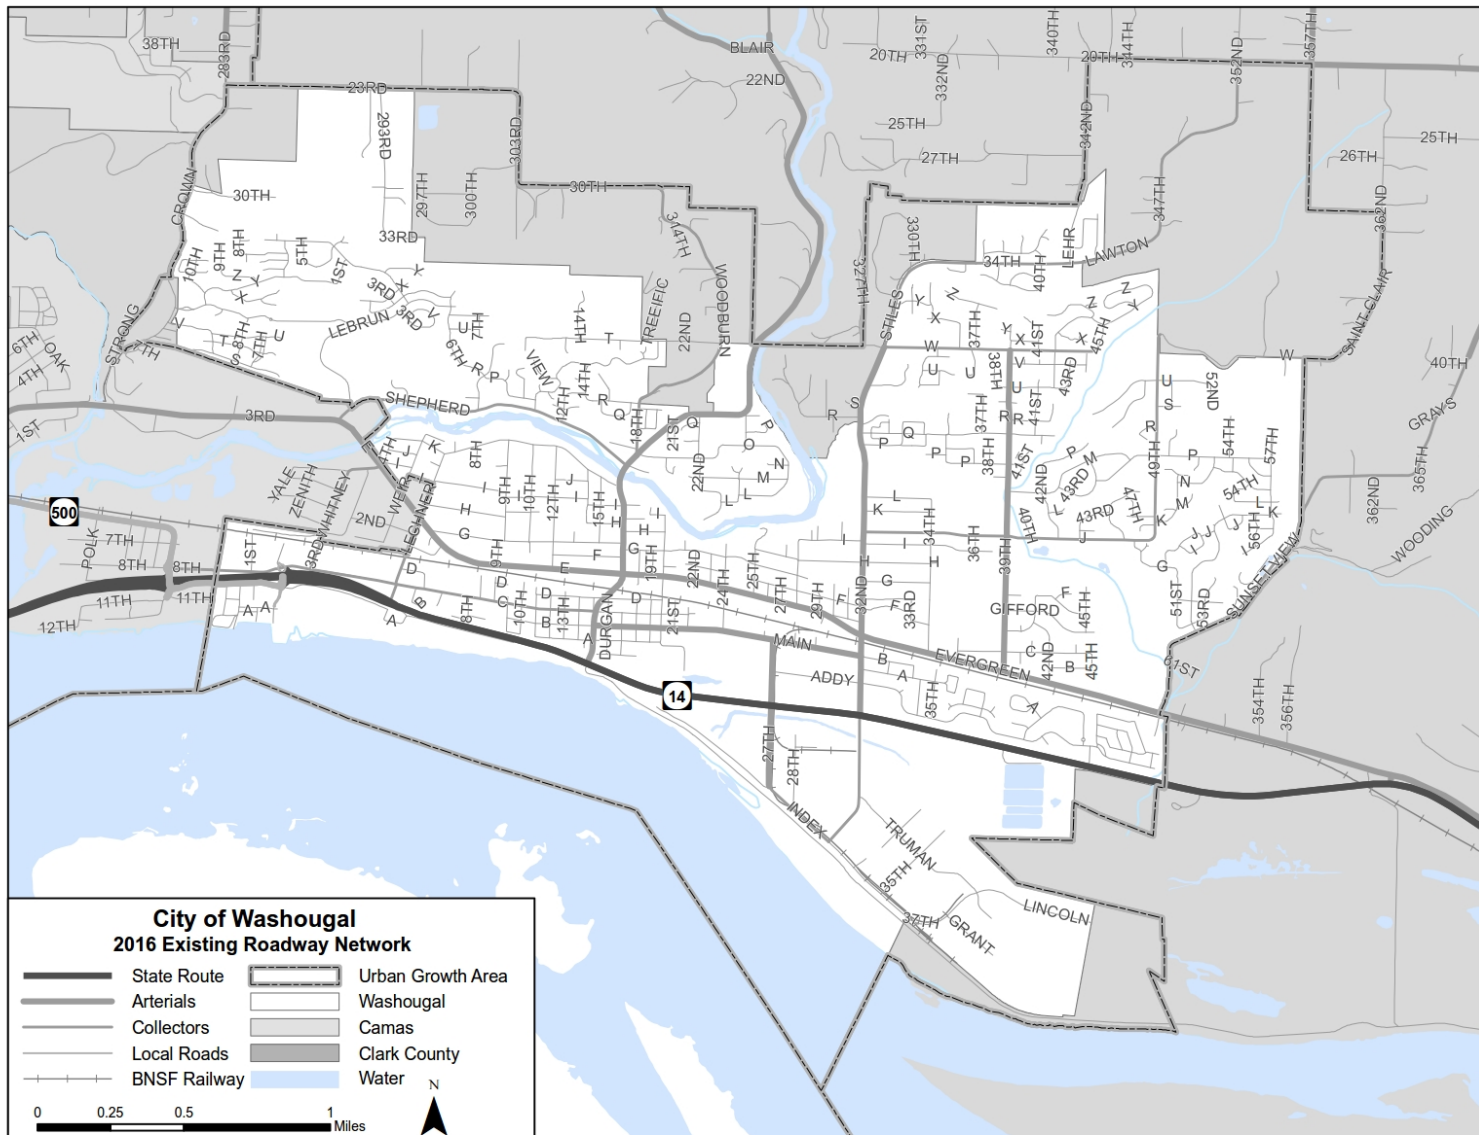 38TH
283RD
BLAIR
22ND
20TH
331ST
332ND
340TH
20TH
344TH
352ND
357TH
23RD
293RD
303RD
25TH
27TH
342ND
26TH
25TH
CROWN
30TH
297TH
300TH
30TH
347TH
362ND
33RD
344TH
330TH
34TH
LEHR
LAWTON
10TH
9TH
8TH
5TH
1ST
Z
Y
X
3RD
X
Y
V
TREEIFIC
WOODBURN
327TH
STILES
Y
Z
X
40TH
Z
Z
Y
SAINT CLAIR
STRONG
V
T
8TH
7TH
U
S
LEBRUN
3RD
U
7TH
14TH
T
22ND
W
37TH
Y
X
41ST
X
45TH
W
6TH
OAK
4TH
TH
6TH
R
P
VIEW
14TH
12TH
U
U
38TH
V
U
43RD
U
52ND
40TH
1ST
3RD
SHEPHERD
R
Q
18TH
21ST
Q
P
R
S
37TH
R
R
41ST
S
R
GRAYS
4TH
J
I
K
8TH
O
N
M
22ND
L
L
P
Q
P
P
38TH
41ST
P
M
43RD
42ND
49TH
P
54TH
57TH
365TH
YALE
ZENITH
WHITNEY
WEIR
I
LECHNER
I
9TH
10TH
12TH
J
I
15TH
I
H
I
L
K
34TH
L
43RD
47TH
N
M
K
54TH
L
K
362ND
500
POLK
7TH
8TH
8TH
1ST
3RD
2ND
H
G
9TH
F
G
H
19TH
22ND
25TH
I
I
H
H
36TH
39TH
40TH
J
J
J
J
I
I
56TH
G
WOODING
11TH
11TH
12TH
A
A
D
B
A
8TH
D
C
10TH
E
D
B
13TH
A
DURGAN
D
21ST
24TH
27TH
29TH
F
32ND
G
F
33RD
GIFFORD
F
45TH
51ST
53RD
SUNSET VIEW
MAIN
ADDY
B
A
EVERGREEN
35TH
C
42ND
B
45TH
A
61ST
14
27TH
28TH
354TH
356TH
INDEX
TRUMAN
35TH
37TH
GRANT
LINCOLN
City of Washougal
2016 Existing Roadway Network
State Route
Urban Growth Area
Arterials
Washougal
Collectors
Camas
Local Roads
Clark County
BNSF Railway
Water
N
0 0.25 0.5 1
Miles